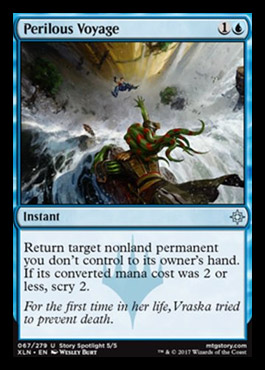 Perilous Voyage 1
Instant
Return target nonland permanent
you don't control to its owner's hand.
If its converted mana cost was 2 or
less, scry 2.
For the first time in her life, Vraska tried
to prevent death.
067/279 U Story Spotlight 5/5
mtgstory.com
XLN • EN Wesley Burt
™ & © 2017 Wizards of the Coast